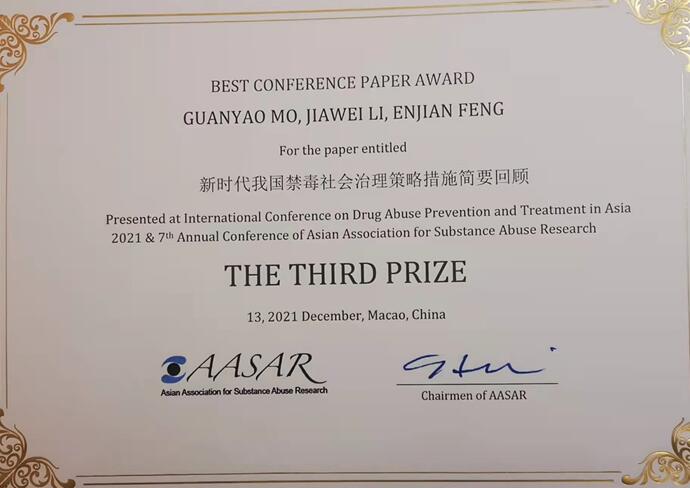 BEST CONFERENCE PAPER AWARD
GUANYAO MO, JIAWEI LI, ENJIAN FENG
For the paper entitled
新时代我国禁毒社会治理策略措施简要回顾
Presented at International Conference on Drug Abuse Prevention and Treatment in Asia
2021 & 7th Annual Conference of Asian Association for Substance Abuse Research
THE THIRD PRIZE
13, 2021 December, Macao, China
AASAR
Asian Association for Substance Abuse Research
Chairmen of AASAR